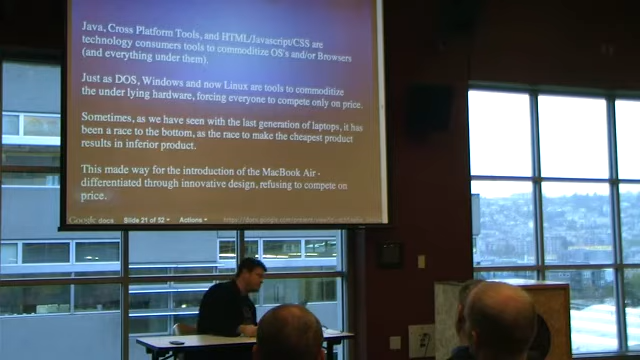 Java, Cross Platform Tools, and HTML/Javascript/CSS are
technology consumers tools to commoditize OS's and/or Browsers
(and everything under them).
Just as DOS, Windows and now Linux are tools to commoditize
the under lying hardware, forcing everyone to compete only on price.
Sometimes, as we have seen with the last generation of laptops, it has
been a race to the bottom, as the race to make the cheapest product
results in inferior product.
This made way for the introduction of the MacBook Air -
differentiated through innovative design, refusing to compete on
price.
Google docs Slide 21 of 52 Actions